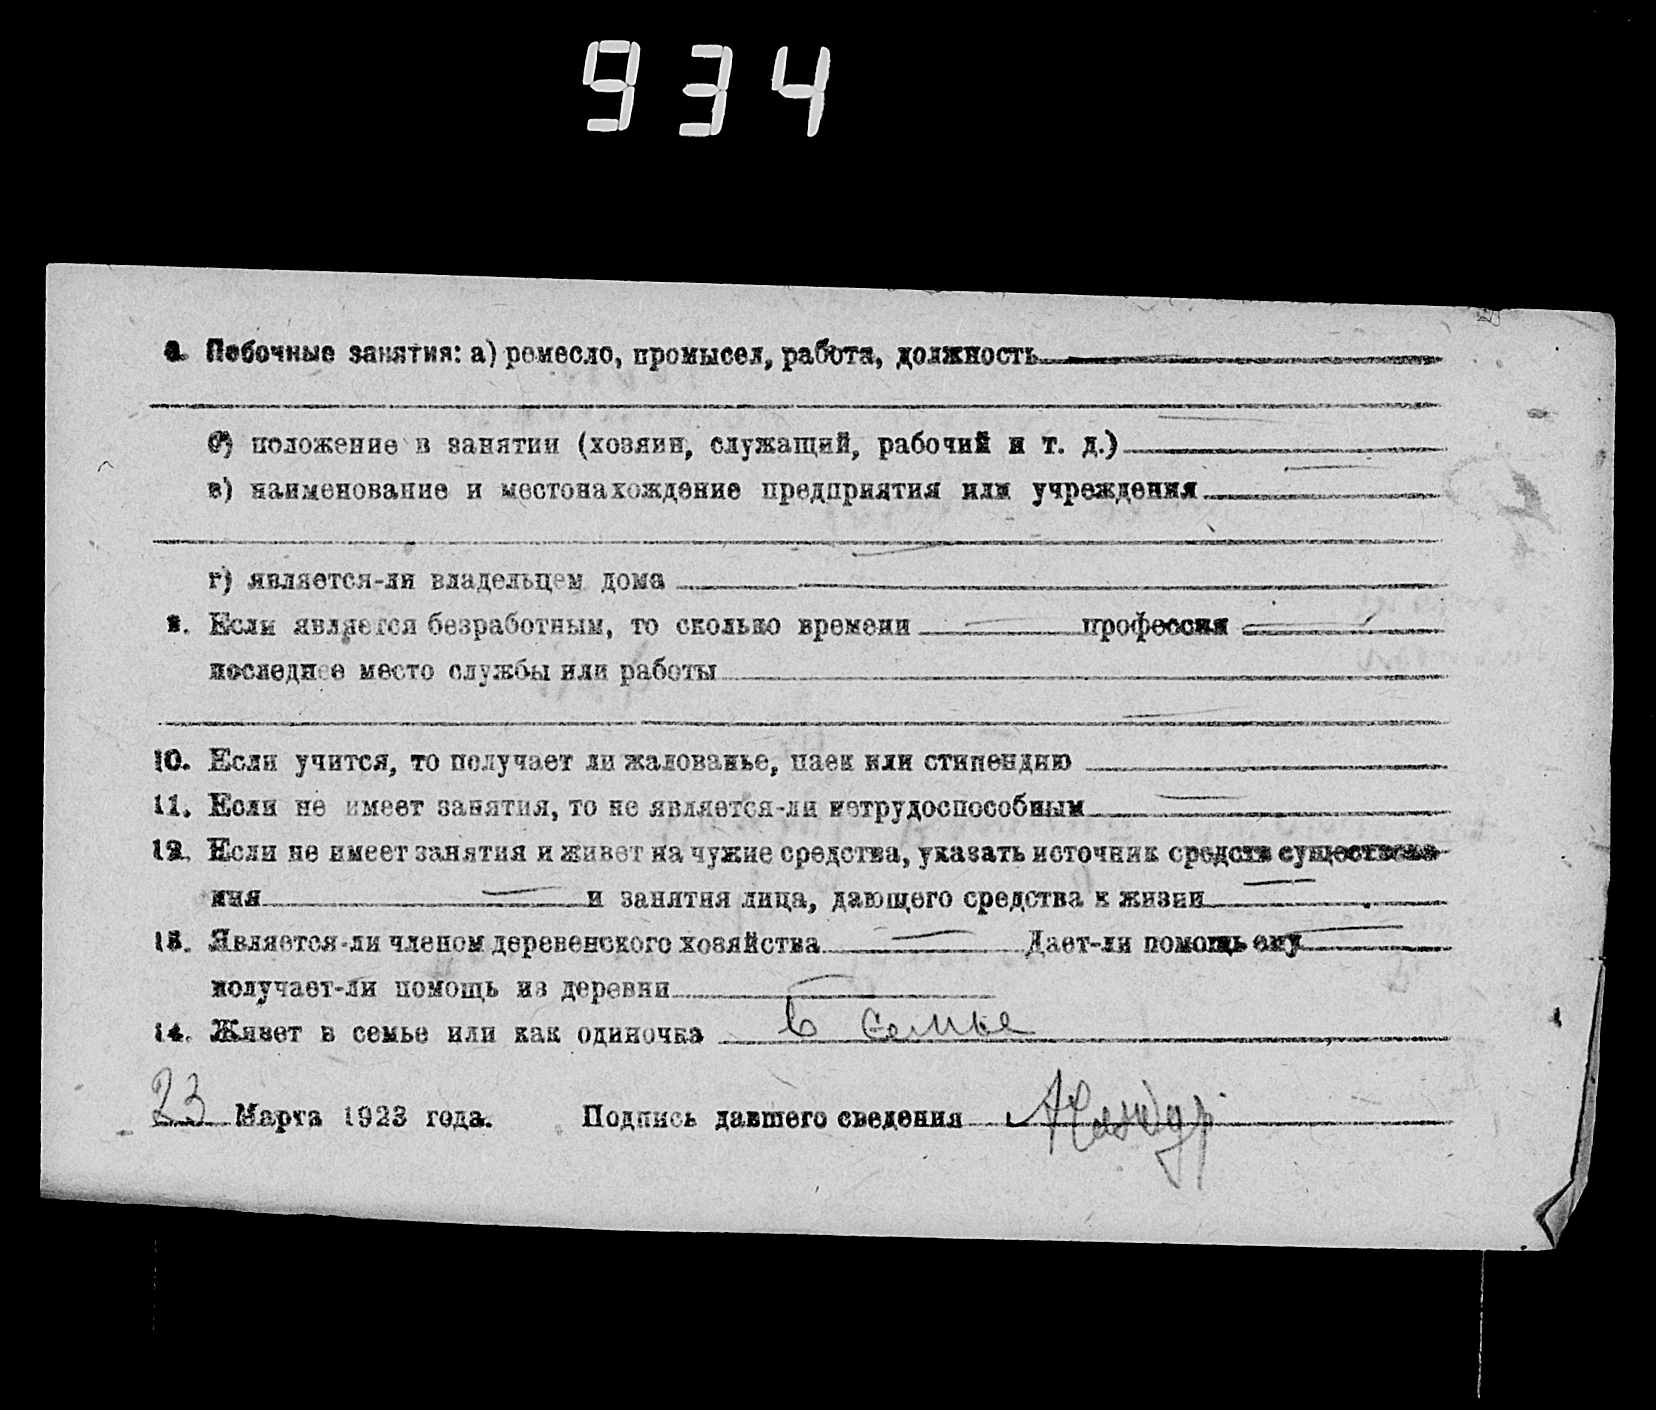 934
8. Побочные занятия: а) ремесло, промысел, работа, должность
б) положение в занятии (хозяин, служащий, рабочий и т. д.)
в) наименование и местонахождение предприятия или учреждения
г) является-ли владельцем дома
9. Если является безработным, то сколько времени профессия
последнее место службы или работы
10. Если учится, то получает ли жалованье, паек или стипендию
11. Если не имеет занятия, то не является-ли нетрудоспособным
12. Если не имеет занятия и живет на чужие средства, указать источник средств существова-
ния и занятия лица, дающего средства к жизни
13. Является-ли членом деревенского хозяйства Дает-ли помощь ему
получает-ли помощь из деревни
14. Живет в семье или как одиночка в семье
23 Марта 1923 года. Подпись давшего сведения